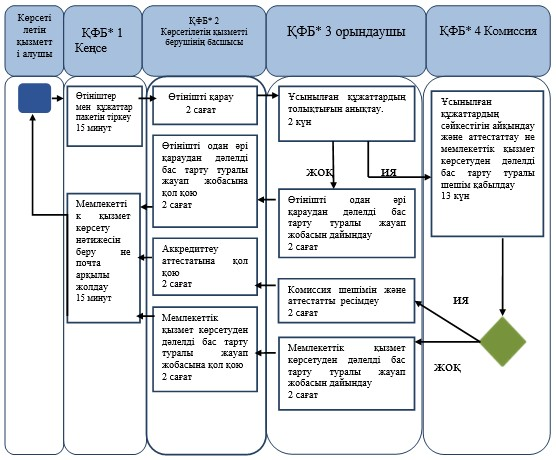 Көрсеті
летін
қызметт
і алушы
ҚФБ* 1
Кеңсе
ҚФБ* 2
Көрсетілетін қызметті
берушінің басшысы
ҚФБ* 3 орындаушы
ҚФБ* 4 Комиссия
Өтініштер
мен құжаттар
пакетін тіркеу
15 минут
Өтінішті қарау
2 сағат
Ұсынылған құжаттардың
толықтығын анықтау.
2 күн
Ұсынылған
құжаттардың
сәйкестігін айқындау
және аттестаттау не
мемлекеттік қызмет
көрсетуден дәлелді
бас тарту туралы
шешім қабылдау
13 күн
Өтінішті одан әрі
қараудан дәлелді
бас тарту туралы
жауап жобасына
қол қою
2 сағат
ЖОҚ
ИЯ
Өтінішті одан әрі
қараудан дәлелді бас
тарту туралы жауап
жобасын дайындау
2 сағат
Мемлекетті
к қызмет
көрсету
нәтижесін
беру не
почта
арқылы
жолдау
15 минут
Аккредиттеу
аттестатына қол
қою
2 сағат
Комиссия шешімін және
аттестатты ресімдеу
2 сағат
ИЯ
Мемлекеттік
қызмет көрсетуден
дәлелді бас тарту
туралы жауап
жобасына қол қою
2 сағат
Мемлекеттік қызмет
көрсетуден дәлелді бас
тарту туралы жауап
жобасын дайындау
2 сағат
ЖОҚ